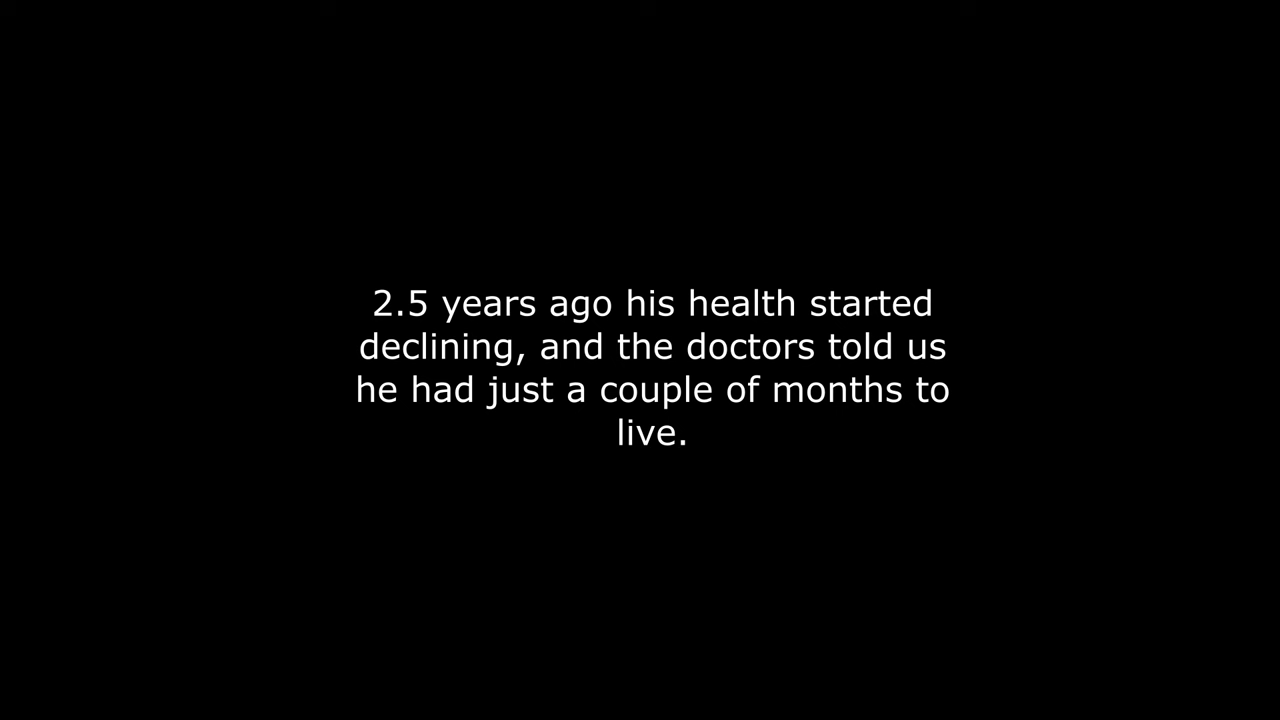 2.5 years ago his health started
declining, and the doctors told us
he had just a couple of months to
live.